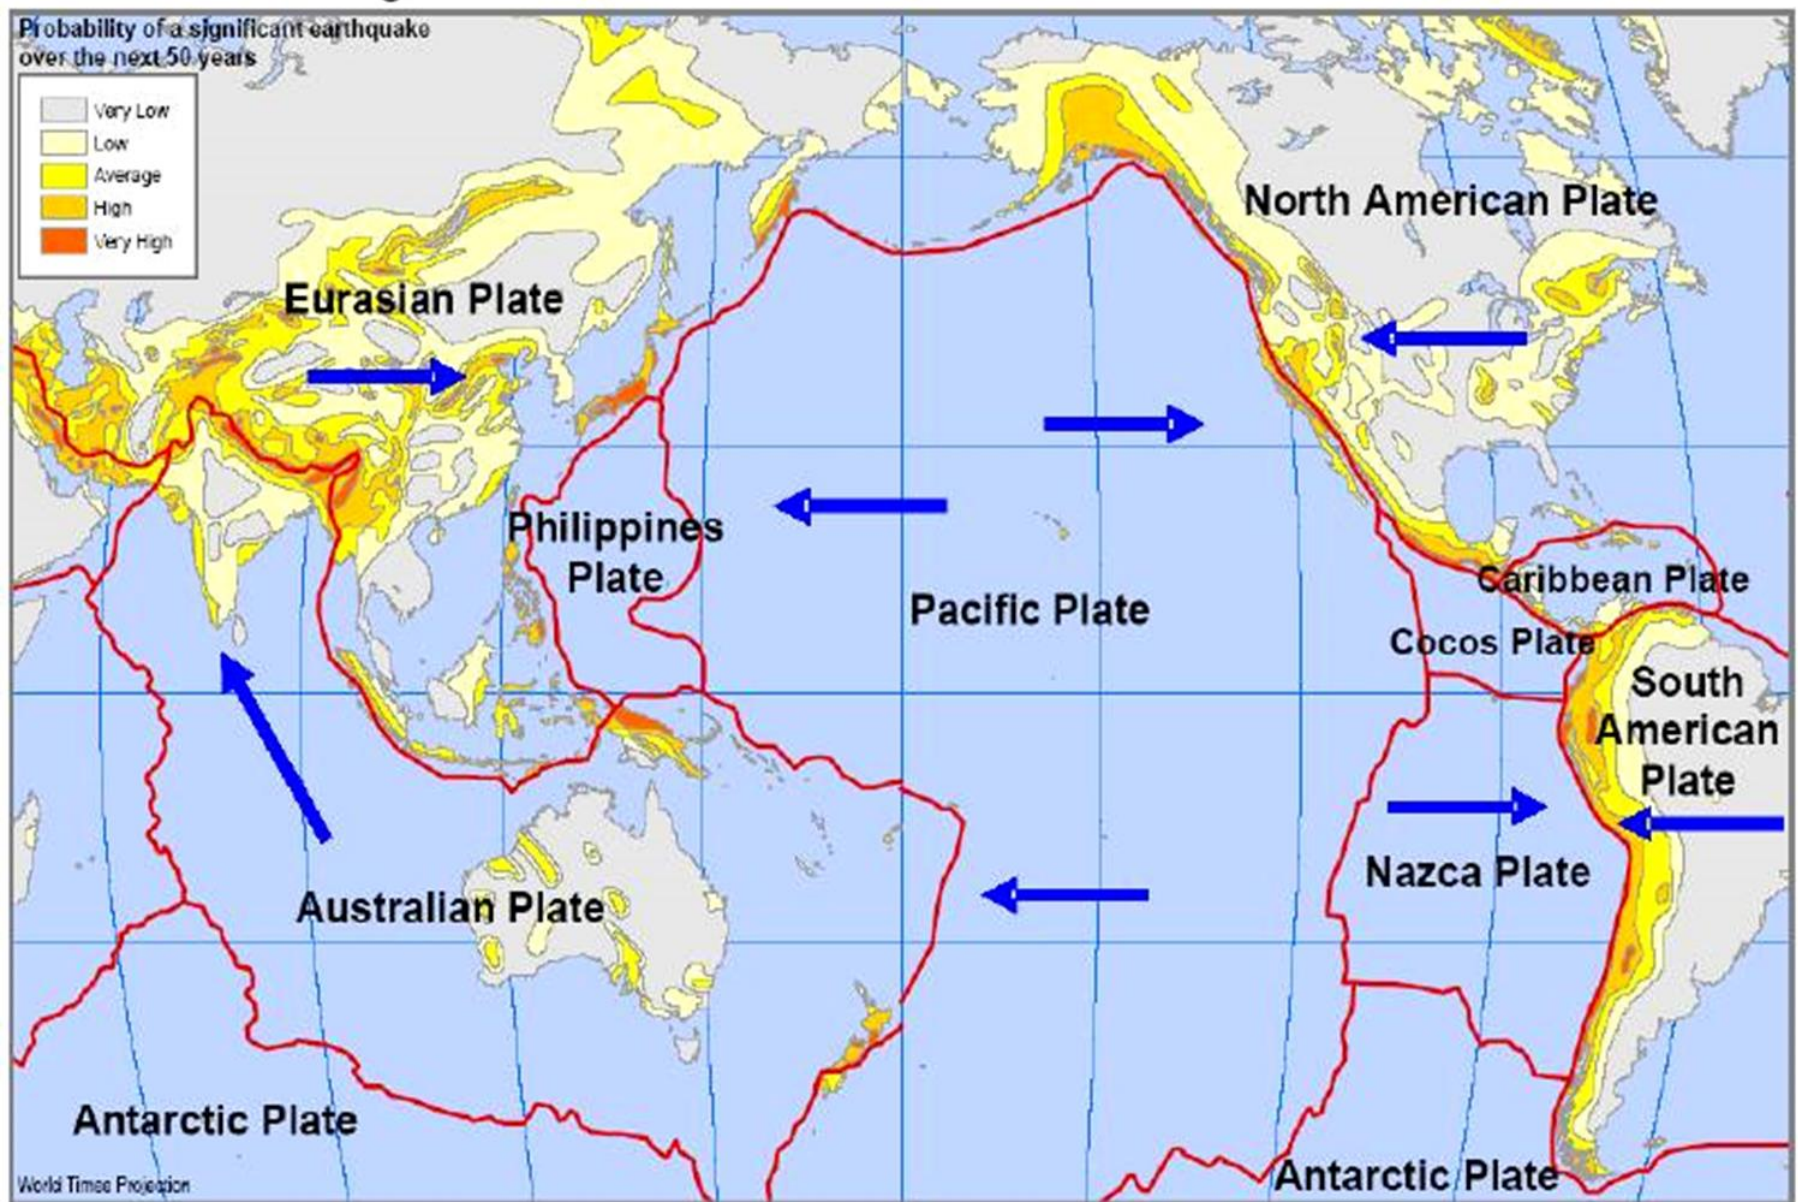 Probability of a significant earthquake
over the next 50 years
Very Low
Low
Average
High
Very High
North American Plate
Eurasian Plate
Philippines
Plate
Pacific Plate
Caribbean Plate
Cocos Plate
South
American
Plate
Nazca Plate
Australian Plate
Antarctic Plate
Antarctic Plate
World Times Projection